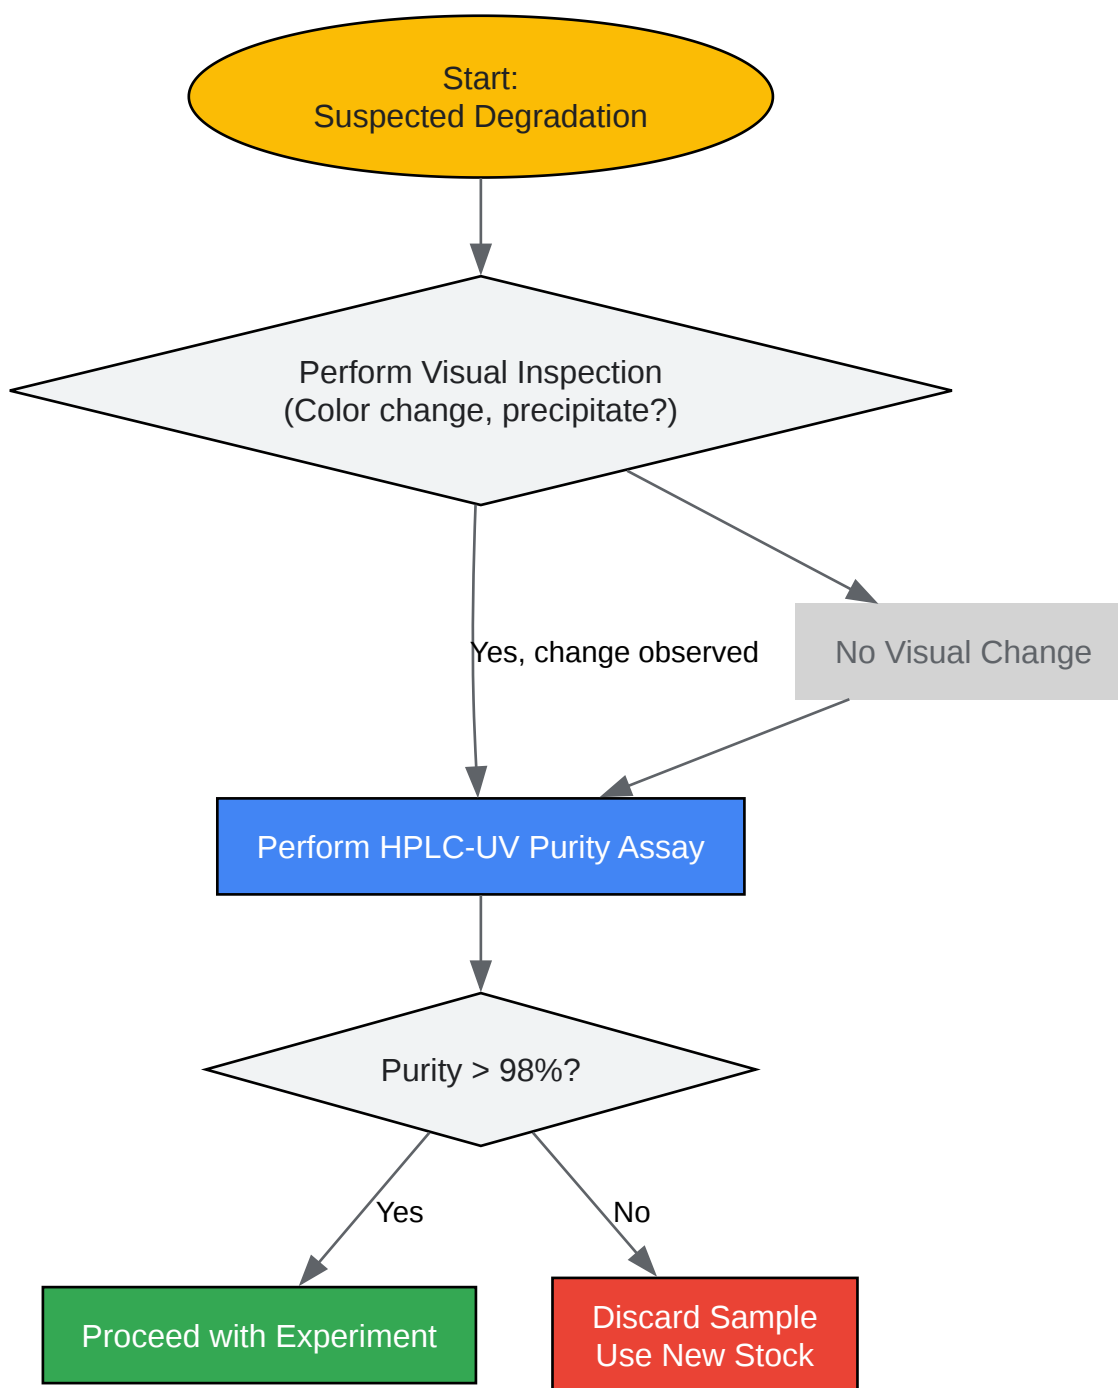 Start:
Suspected Degradation
Perform Visual Inspection
(Color change, precipitate?)
Yes, change observed
No Visual Change
Perform HPLC-UV Purity Assay
Purity > 98%?
Yes
No
Proceed with Experiment
Discard Sample
Use New Stock